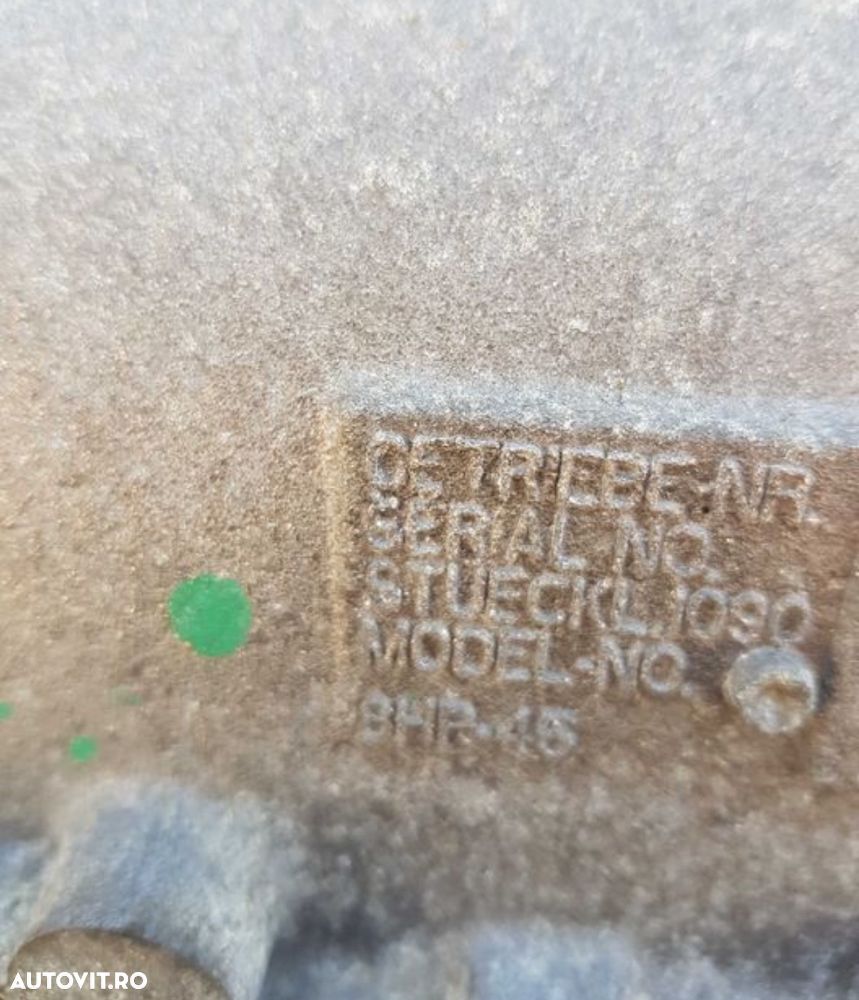 GETRIEBE-NR.
SERIAL NO.
STUECKL.1090
MODEL-NO.
8HP-45
AUTOVIT.RO